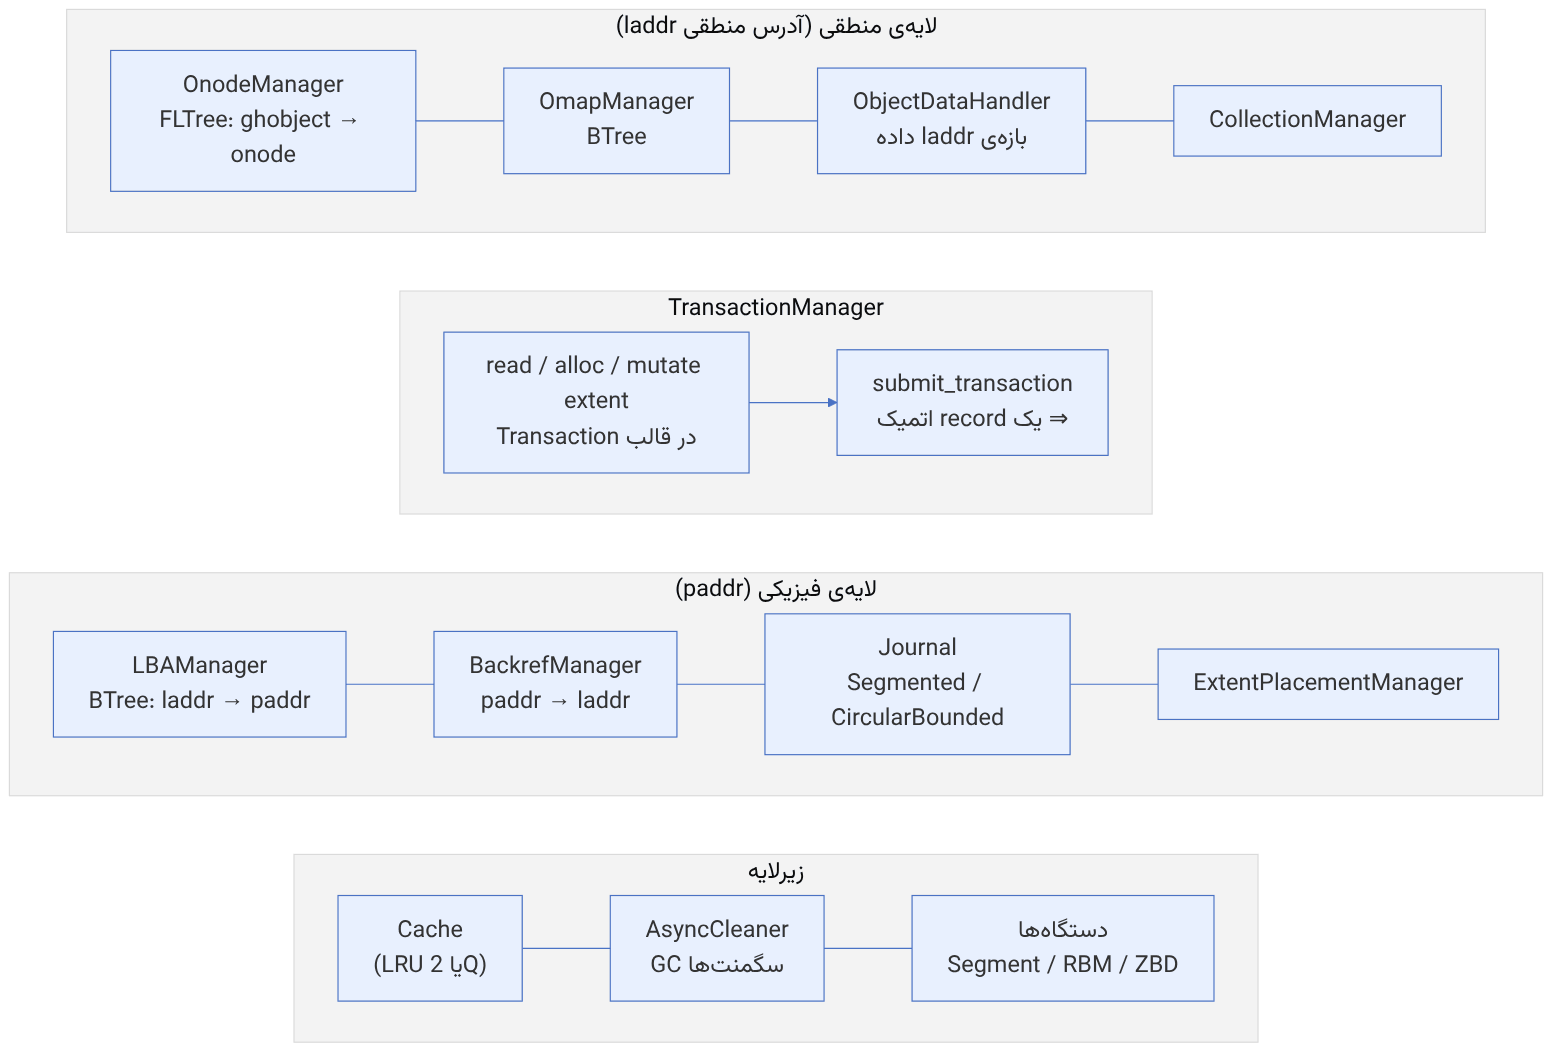 لایه‌ی منطقی (آدرس منطقی laddr)
OnodeManager
FLTree: ghobject →
onode
OmapManager
BTree
ObjectDataHandler
بازه‌ی laddr داده
CollectionManager
TransactionManager
read / alloc / mutate
extent
در قالب Transaction
submit_transaction
⇒ یک record اتمیک
لایه‌ی فیزیکی (paddr)
LBAManager
BTree: laddr → paddr
BackrefManager
paddr → laddr
Journal
Segmented /
CircularBounded
ExtentPlacementManager
زیرلایه
Cache
(LRU یا 2Q)
AsyncCleaner
GC سگمنت‌ها
دستگاه‌ها
Segment / RBM / ZBD